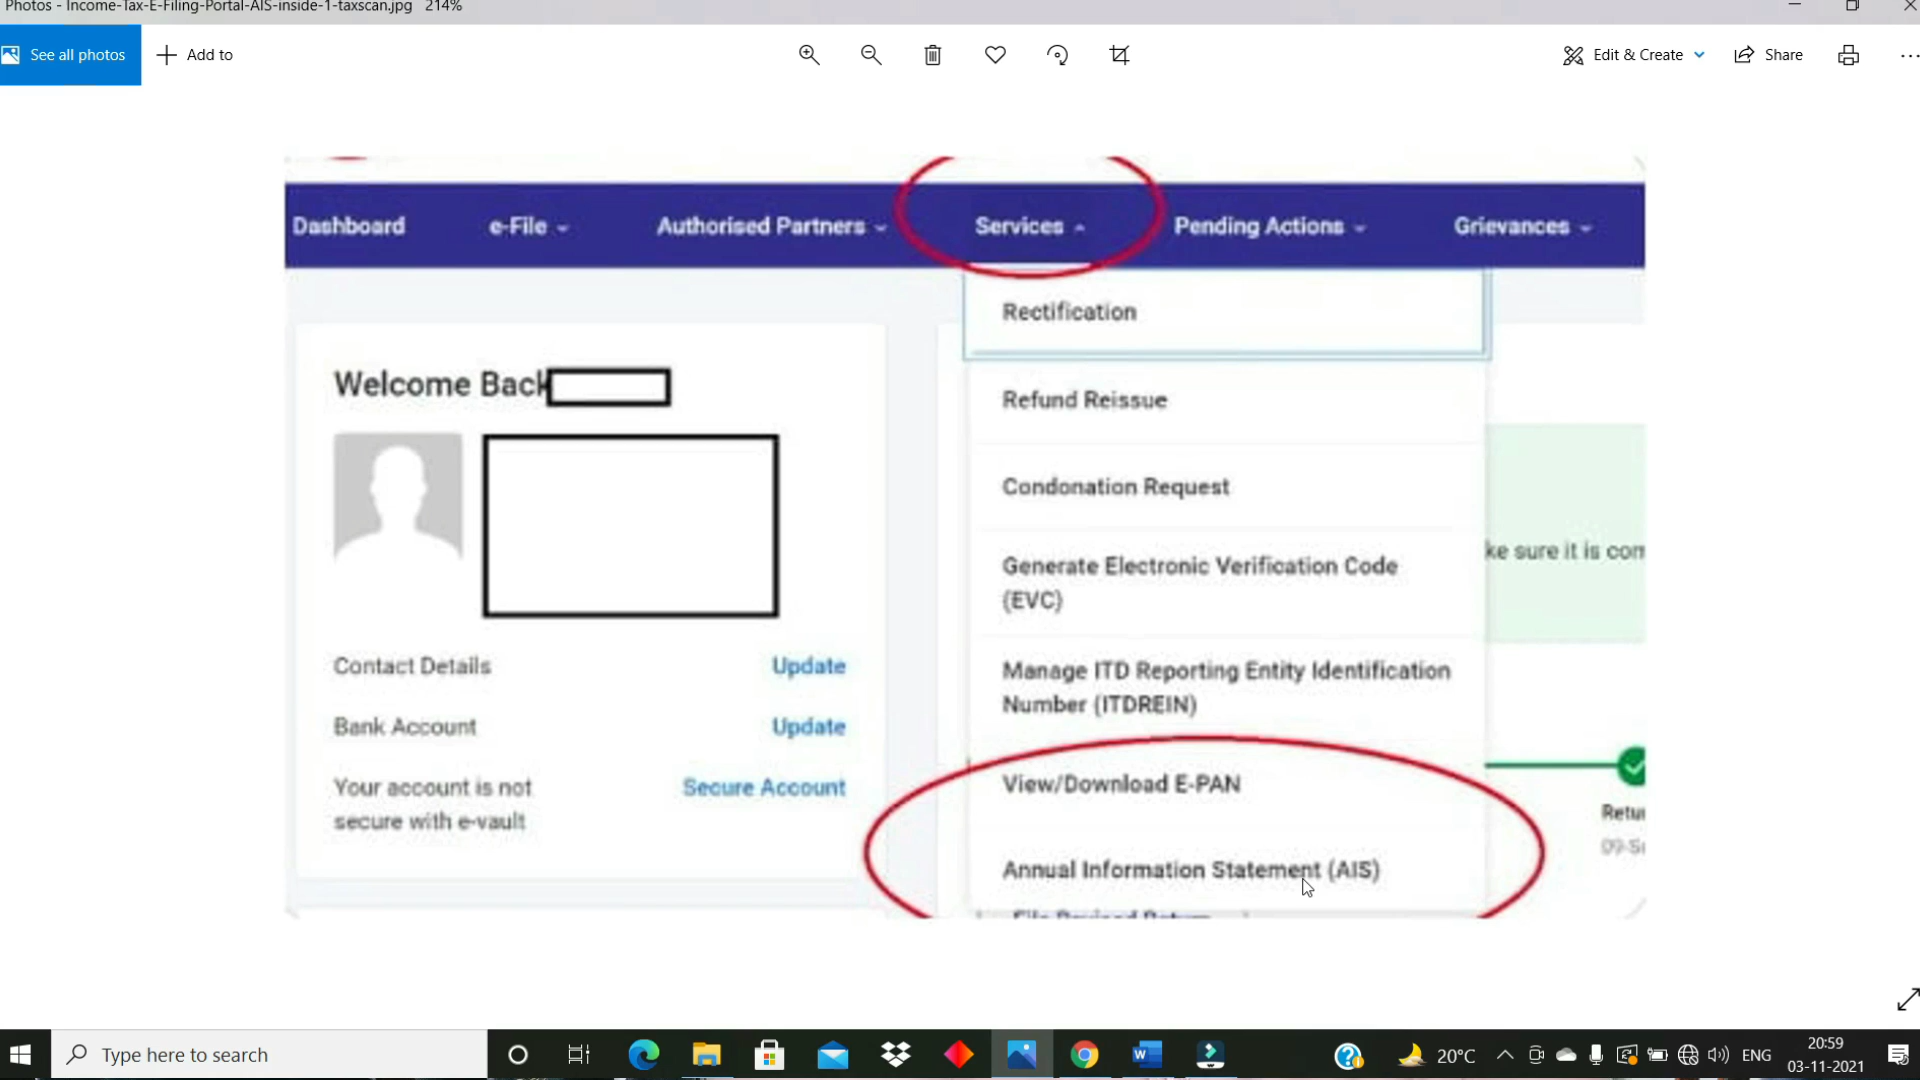 Photos - Income-Tax-E-Filing-Portal-AIS-inside-1-taxscan.jpg 214%
See all photos
Add to
Edit & Create
Share
Dashboard
e-File
Authorised Partners
Services
Pending Actions
Grievances
Rectification
Refund Reissue
Condonation Request
Generate Electronic Verification Code
(EVC)
Manage ITD Reporting Entity Identification
Number (ITDREIN)
View/Download E-PAN
Annual Information Statement (AIS)
Welcome Back
Contact Details Update
Bank Account Update
Your account is not Secure Account
secure with e-vault
ke sure it is com
Retur
Type here to search
20°C
ENG
20:59
03-11-2021